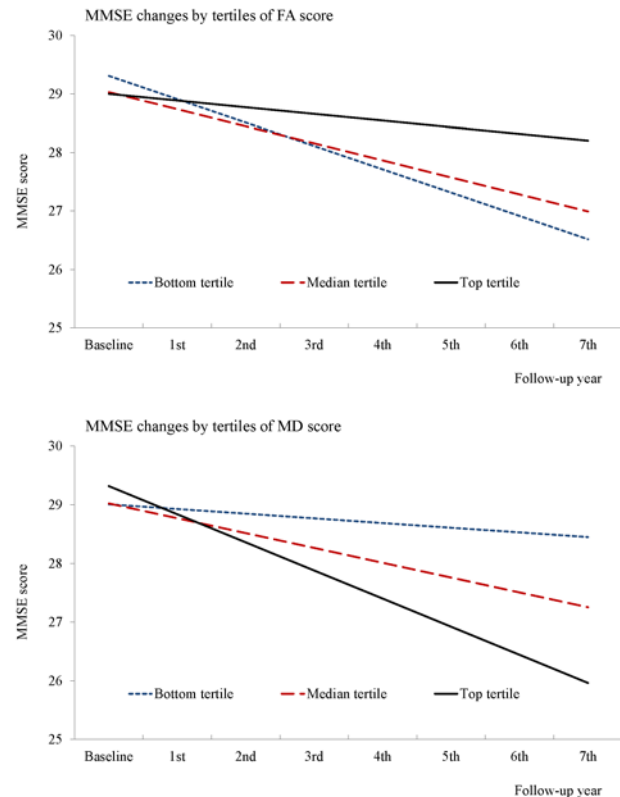 MMSE changes by tertiles of FA score
30
29
28
27
26
25
MMSE score
Bottom tertile Median tertile Top tertile
Baseline 1st 2nd 3rd 4th 5th 6th 7th
Follow-up year
MMSE changes by tertiles of MD score
30
29
28
27
26
25
MMSE score
Bottom tertile Median tertile Top tertile
Baseline 1st 2nd 3rd 4th 5th 6th 7th
Follow-up year